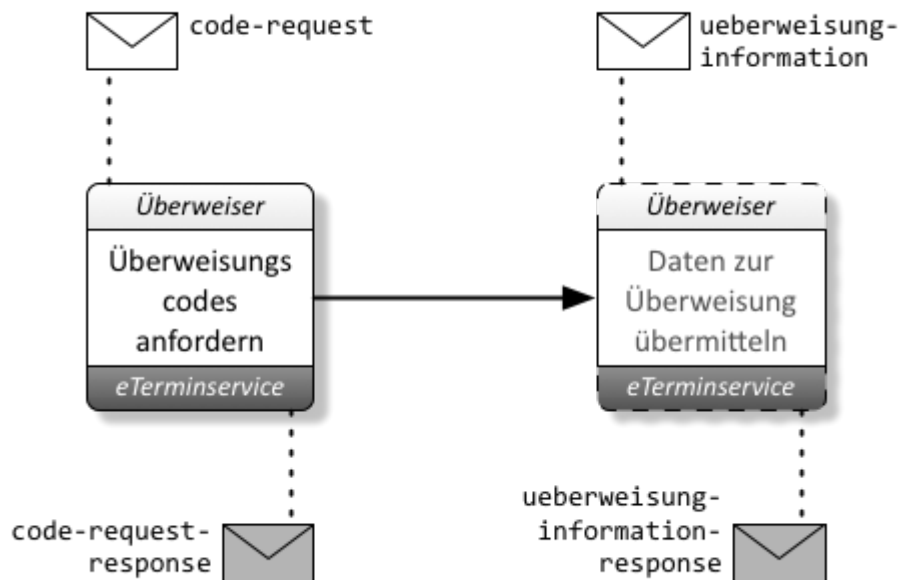 code-request
ueberweisung-
information
Überweiser
Überweisungs
codes
anfordern
eTerminservice
Überweiser
Daten zur
Überweisung
übermitteln
eTerminservice
code-request-
response
ueberweisung-
information-
response